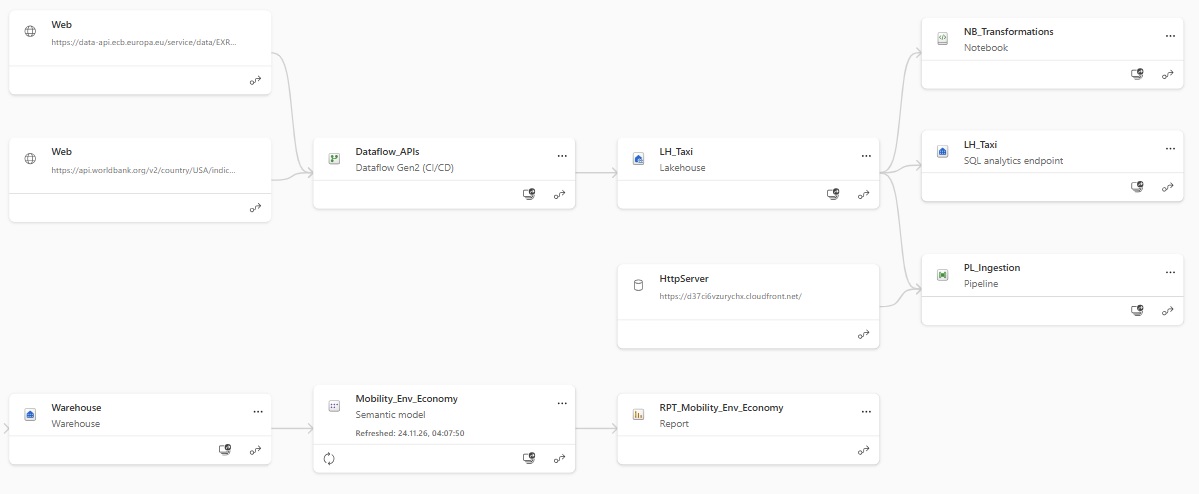 Web
https://data-api.ecb.europa.eu/service/data/EXR...
Web
https://api.worldbank.org/v2/country/USA/indic...
Dataflow_APIs
Dataflow Gen2 (CI/CD)
LH_Taxi
Lakehouse
HttpServer
https://d37ci6vzurychx.cloudfront.net/
NB_Transformations
Notebook
LH_Taxi
SQL analytics endpoint
PL_Ingestion
Pipeline
Warehouse
Warehouse
Mobility_Env_Economy
Semantic model
Refreshed: 24.11.26, 04:07:50
RPT_Mobility_Env_Economy
Report